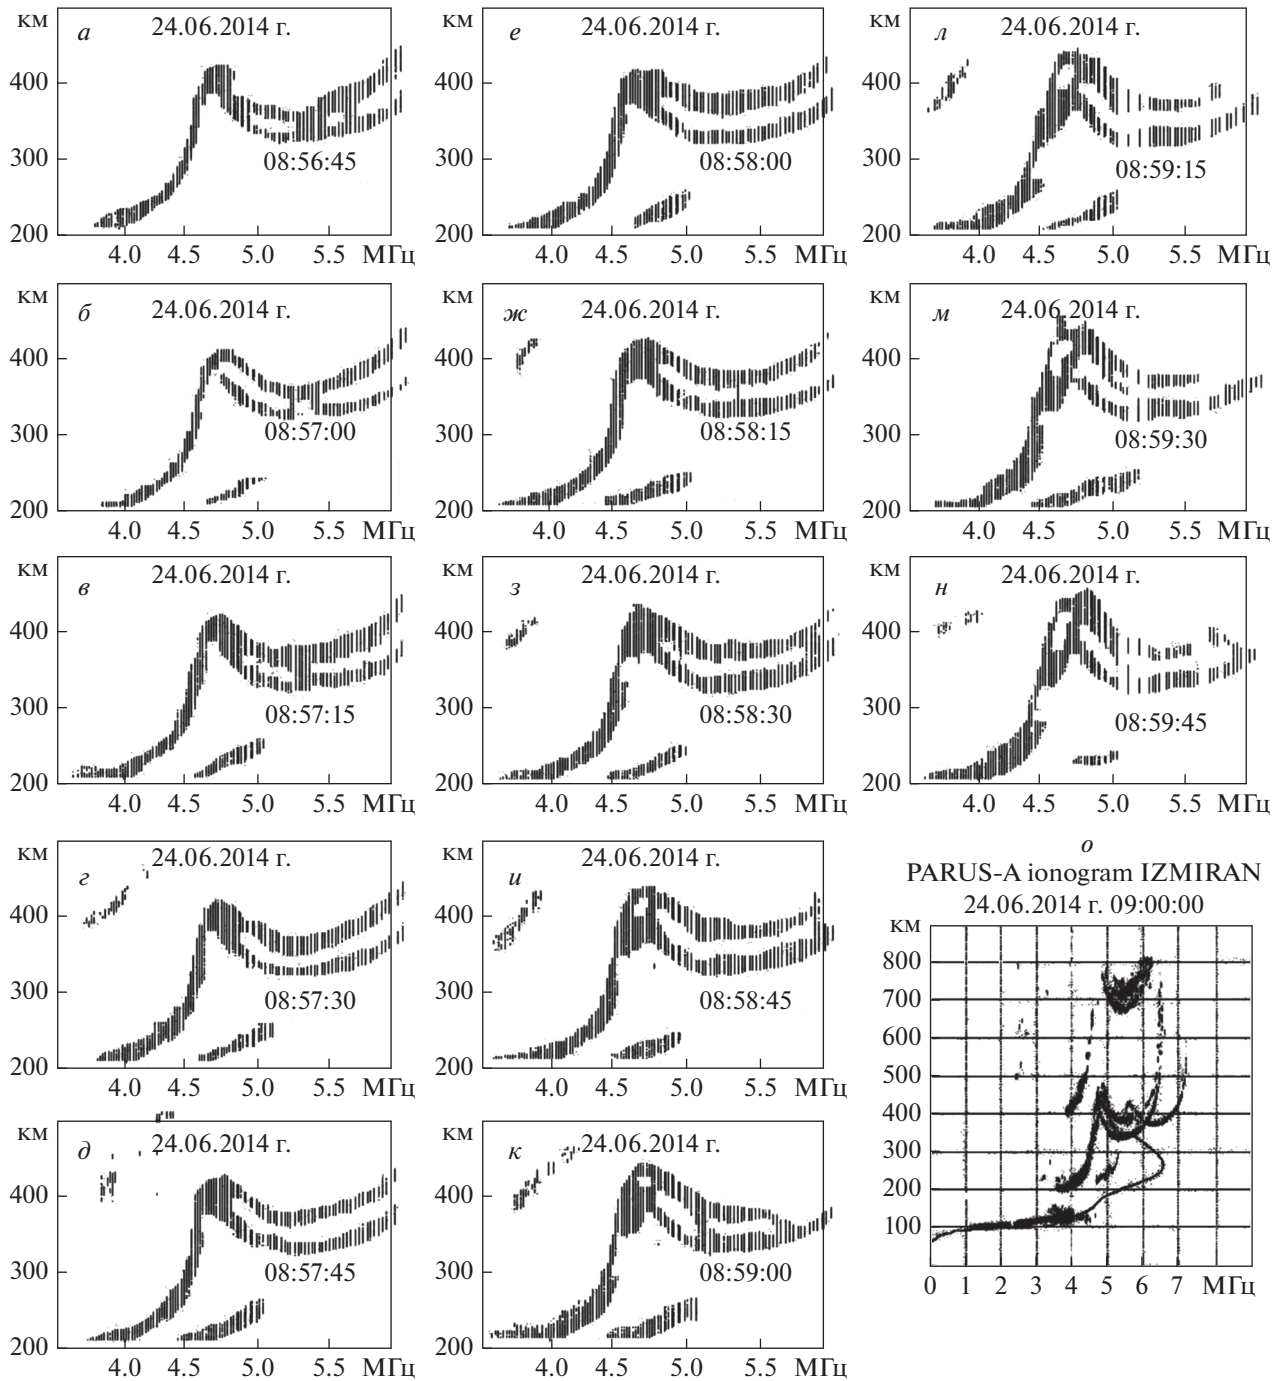 км
а
24.06.2014 г.
400
300
200
08:56:45
4.0 4.5 5.0 5.5 МГц
км
б
24.06.2014 г.
400
300
200
08:57:00
4.0 4.5 5.0 5.5 МГц
км
в
24.06.2014 г.
400
300
200
08:57:15
4.0 4.5 5.0 5.5 МГц
км
г
24.06.2014 г.
400
300
200
08:57:30
4.0 4.5 5.0 5.5 МГц
км
д
24.06.2014 г.
400
300
200
08:57:45
4.0 4.5 5.0 5.5 МГц
км
е
24.06.2014 г.
400
300
200
08:58:00
4.0 4.5 5.0 5.5 МГц
км
ж
24.06.2014 г.
400
300
200
08:58:15
4.0 4.5 5.0 5.5 МГц
км
з
24.06.2014 г.
400
300
200
08:58:30
4.0 4.5 5.0 5.5 МГц
км
и
24.06.2014 г.
400
300
200
08:58:45
4.0 4.5 5.0 5.5 МГц
км
к
24.06.2014 г.
400
300
200
08:59:00
4.0 4.5 5.0 5.5 МГц
км
л
24.06.2014 г.
400
300
200
08:59:15
4.0 4.5 5.0 5.5 МГц
км
м
24.06.2014 г.
400
300
200
08:59:30
4.0 4.5 5.0 5.5 МГц
км
н
24.06.2014 г.
400
300
200
08:59:45
4.0 4.5 5.0 5.5 МГц
о
PARUS-A ionogram IZMIRAN
24.06.2014 г. 09:00:00
км
800
700
600
500
400
300
200
100
0 1 2 3 4 5 6 7 МГц